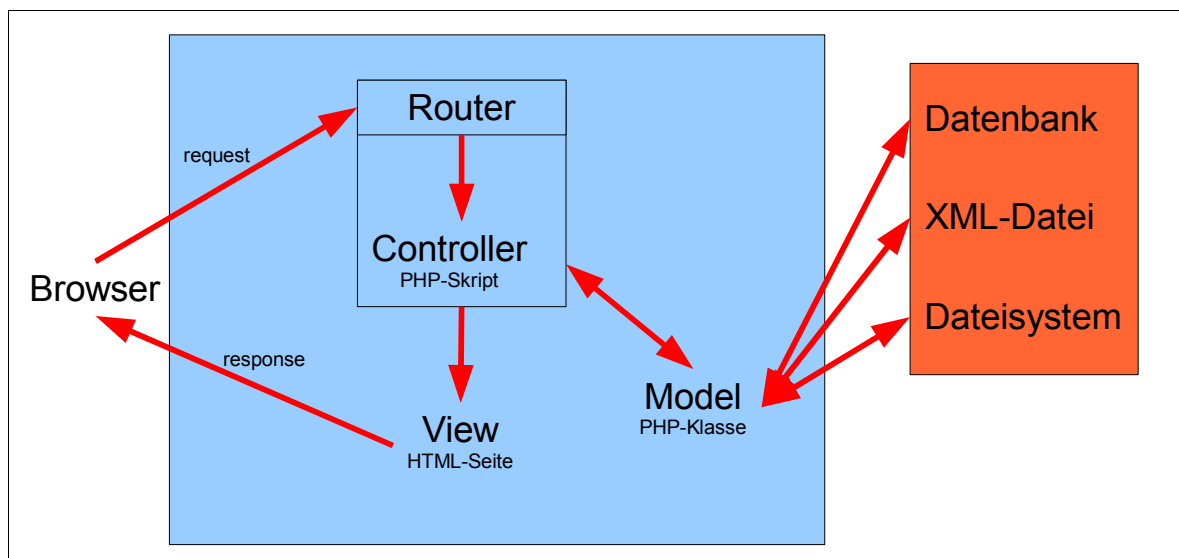 Router
request
Controller
PHP-Skript
Browser
response
View
HTML-Seite
Model
PHP-Klasse
Datenbank
XML-Datei
Dateisystem